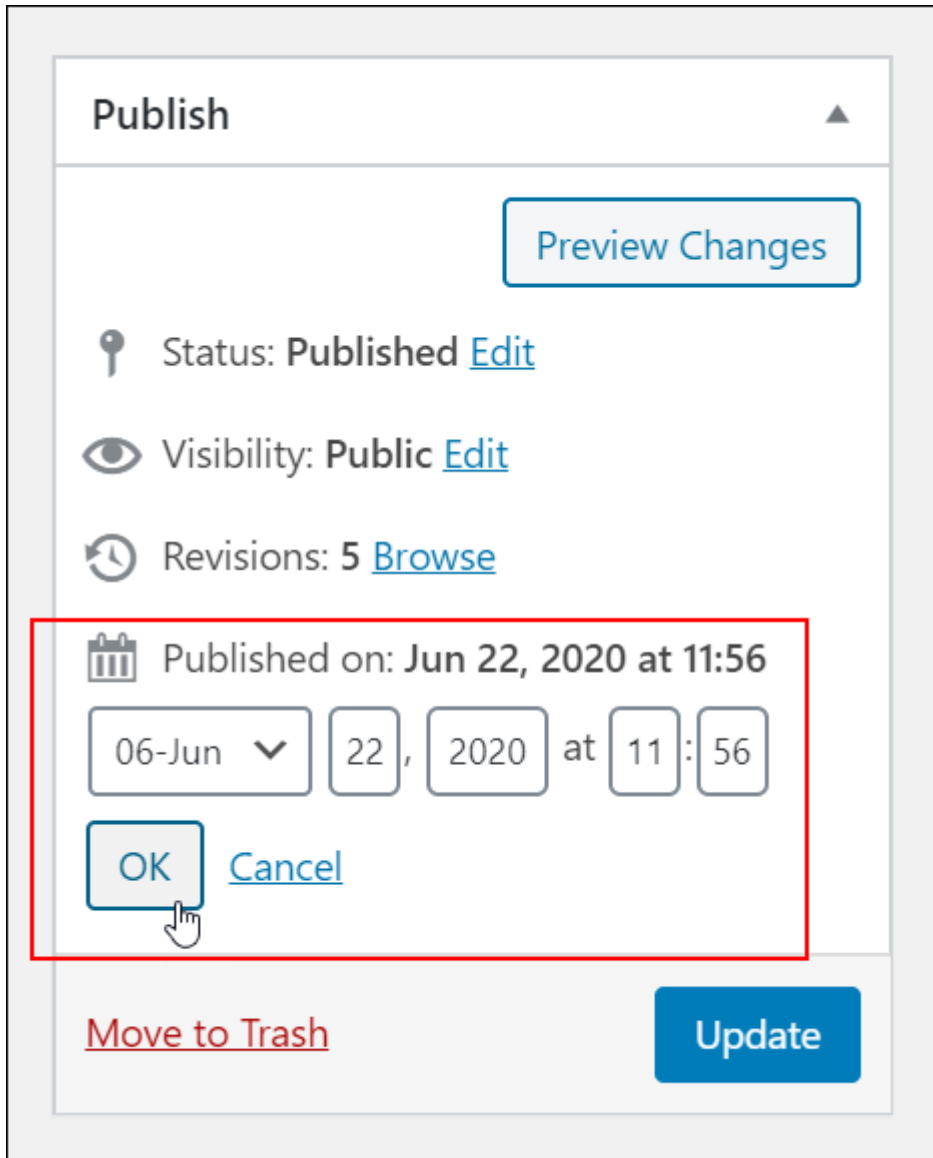 Publish
Preview Changes
Status: Published Edit
Visibility: Public Edit
Revisions: 5 Browse
Published on: Jun 22, 2020 at 11:56
06-Jun 22, 2020 at 11:56
OK Cancel
Move to Trash Update